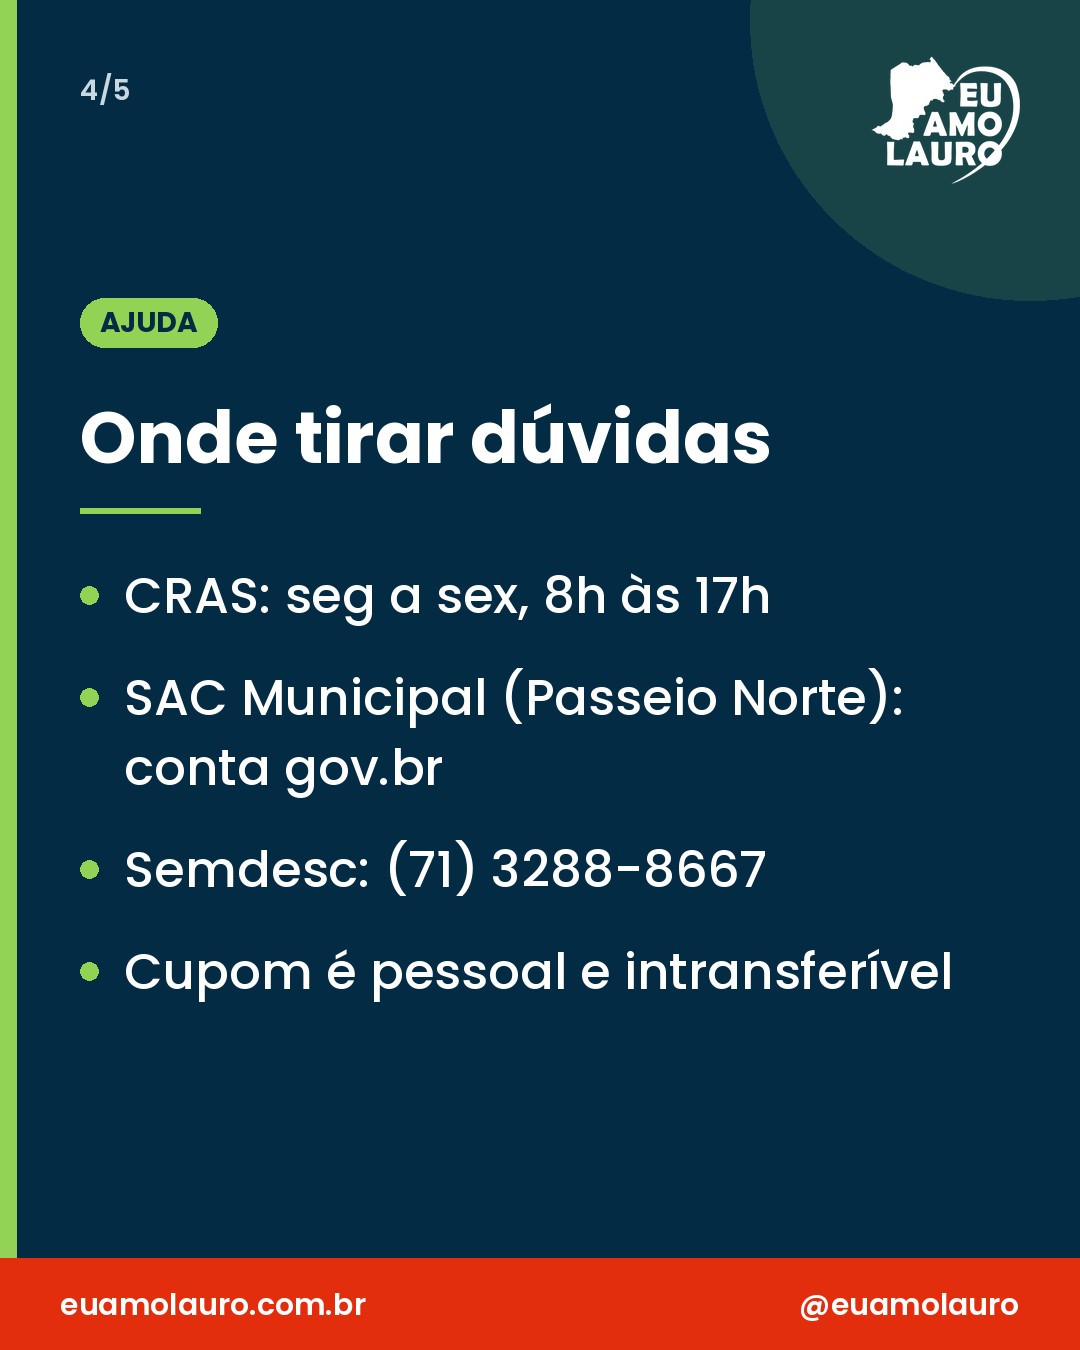 4/5
EU
AMO
LAURO
AJUDA
Onde tirar dúvidas
CRAS: seg a sex, 8h às 17h
SAC Municipal (Passeio Norte):
conta gov.br
Semdesc: (71) 3288-8667
Cupom é pessoal e intransferível
euamolauro.com.br
@euamolauro